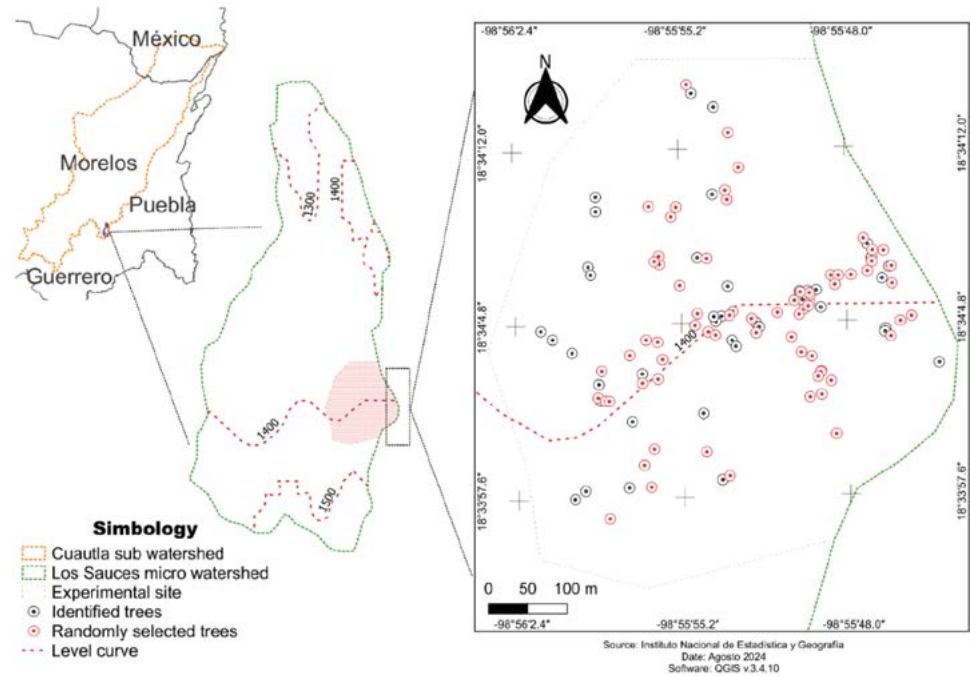 México
Morelos
Puebla
Guerrero
1300
1400
1400
1500
Simbology
Cuautla sub watershed
Los Sauces micro watershed
Experimental site
Identified trees
Randomly selected trees
Level curve
-98°56'2.4" -98°55'55.2" -98°55'48.0"
N
18°34'12.0" 18°34'12.0"
18°34'4.8" 18°34'4.8"
1400
18°33'57.6" 18°33'57.6"
0 50 100 m
-98°56'2.4" -98°55'55.2" -98°55'48.0"
Source: Instituto Nacional de Estadística y Geografía
Date: Agosto 2024
Software: QGIS v.3.4.10